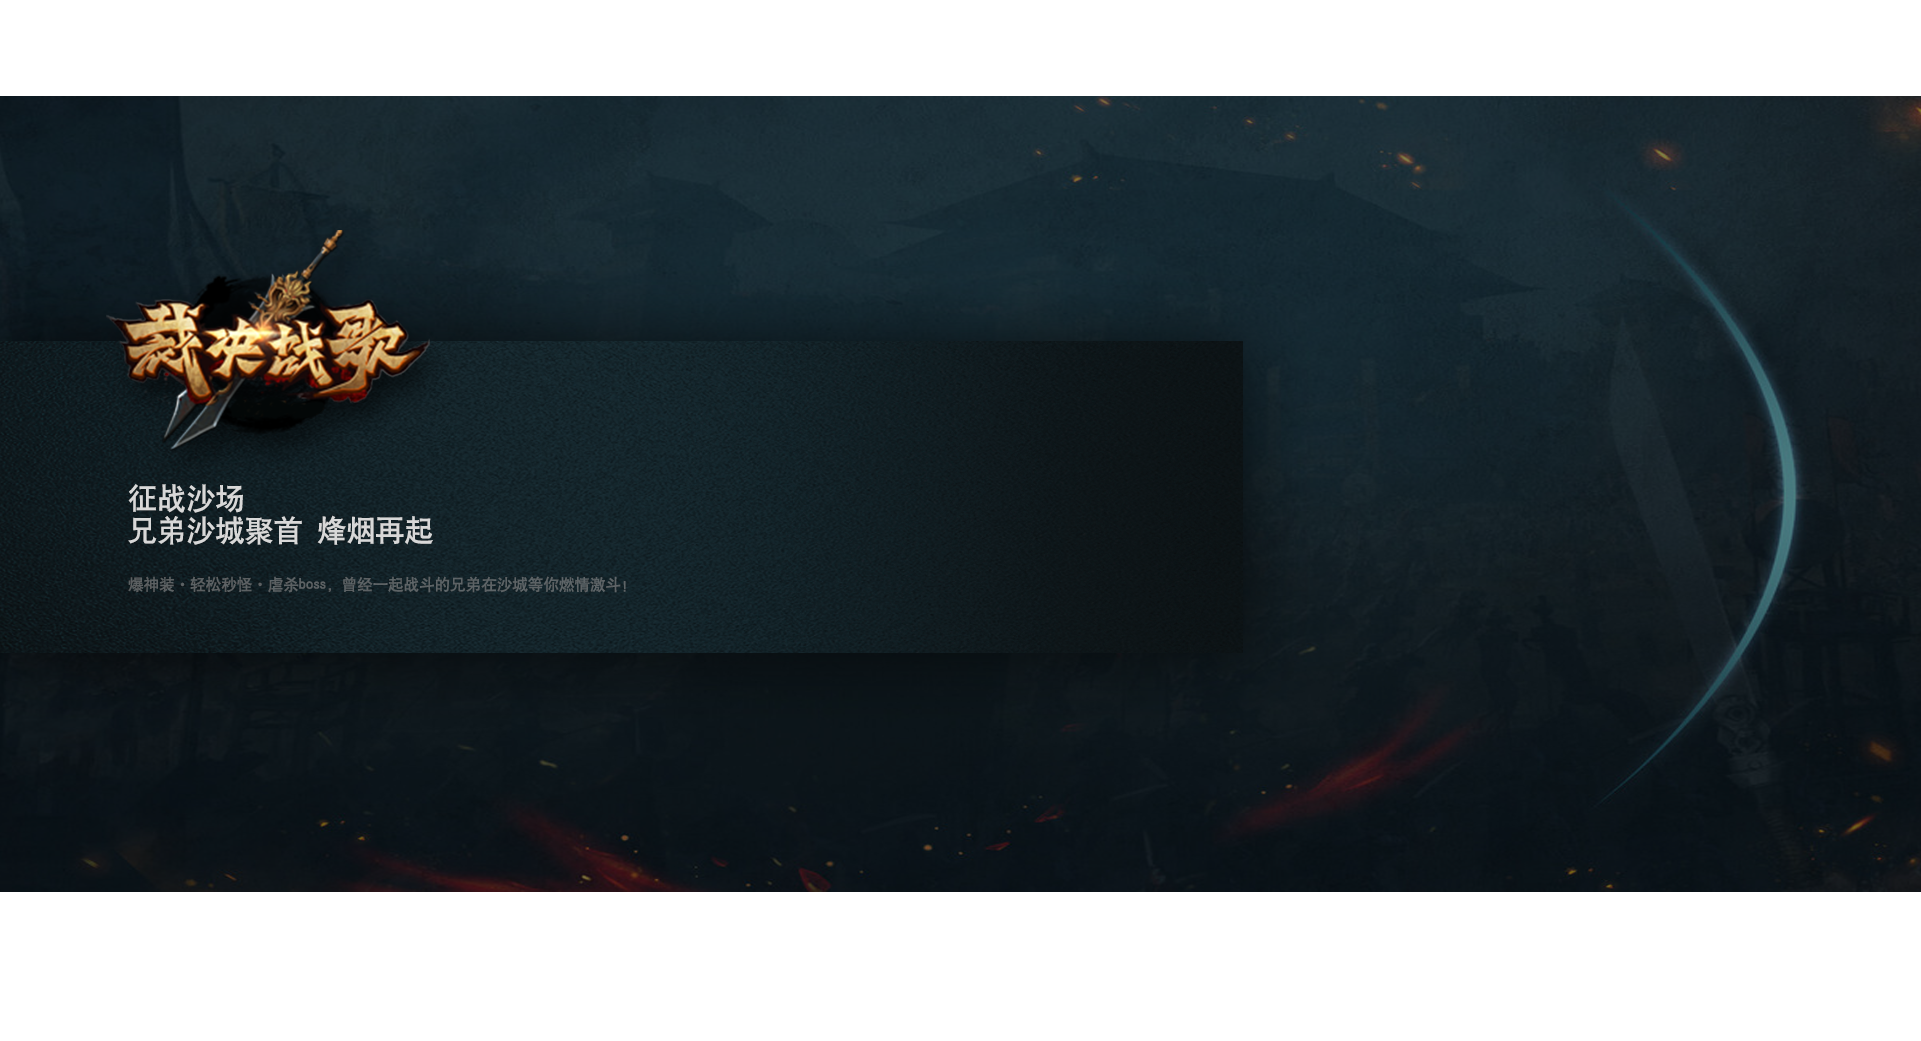 裁决战歌
征战沙场
兄弟沙城聚首 烽烟再起
爆神装·轻松秒怪·虐杀boss，曾经一起战斗的兄弟在沙城等你燃情激斗！